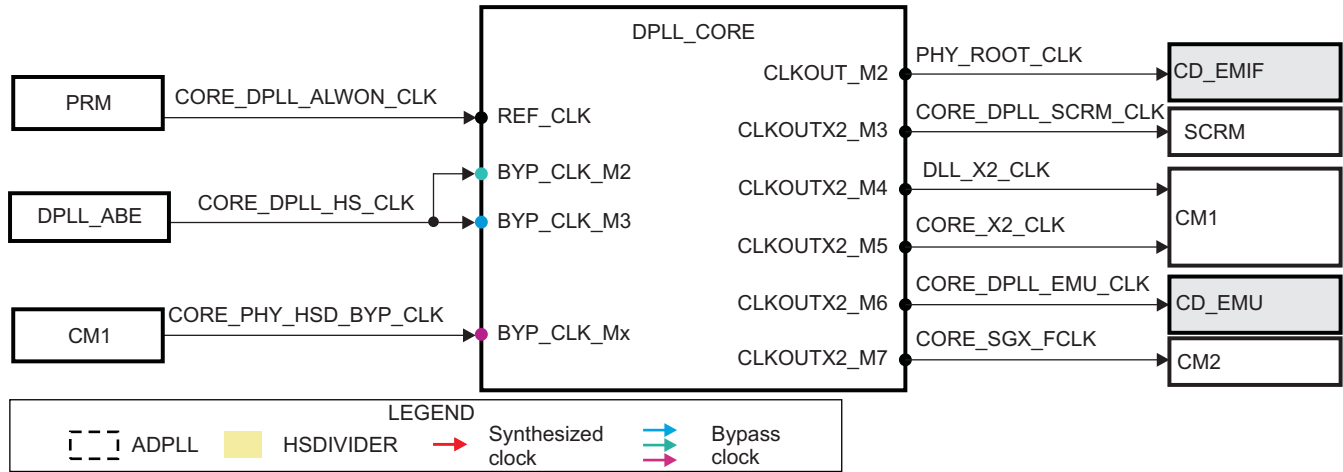 DPLL_CORE
PRM
CORE_DPLL_ALWON_CLK
REF_CLK
BYP_CLK_M2
DPLL_ABE
CORE_DPLL_HS_CLK
BYP_CLK_M3
CM1
CORE_PHY_HSD_BYP_CLK
BYP_CLK_Mx
CLKOUT_M2
PHY_ROOT_CLK
CD_EMIF
CLKOUTX2_M3
CORE_DPLL_SCRM_CLK
SCRM
CLKOUTX2_M4
DLL_X2_CLK
CM1
CLKOUTX2_M5
CORE_X2_CLK
CLKOUTX2_M6
CORE_DPLL_EMU_CLK
CD_EMU
CLKOUTX2_M7
CORE_SGX_FCLK
CM2
LEGEND
ADPLL
HSDIVIDER
Synthesized
clock
Bypass
clock